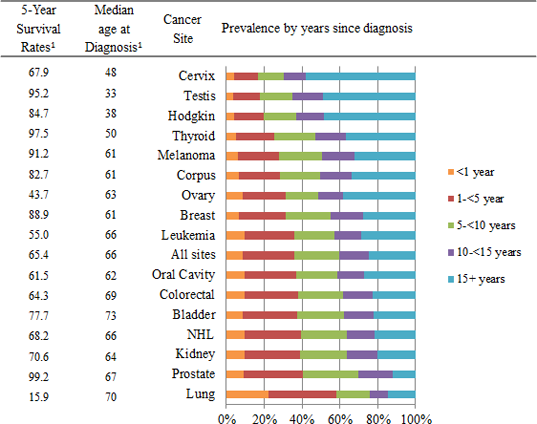 5-Year Survival Rates¹ Median age at Diagnosis¹ Cancer Site Prevalence by years since diagnosis
67.9 48 Cervix
95.2 33 Testis
84.7 38 Hodgkin
97.5 50 Thyroid
91.2 61 Melanoma
82.7 61 Corpus
43.7 63 Ovary
88.9 61 Breast
55.0 66 Leukemia
65.4 66 All sites
61.5 62 Oral Cavity
64.3 69 Colorectal
77.7 73 Bladder
68.2 66 NHL
70.6 64 Kidney
99.2 67 Prostate
15.9 70 Lung
0% 20% 40% 60% 80% 100%
<1 year
1-<5 year
5-<10 years
10-<15 years
15+ years